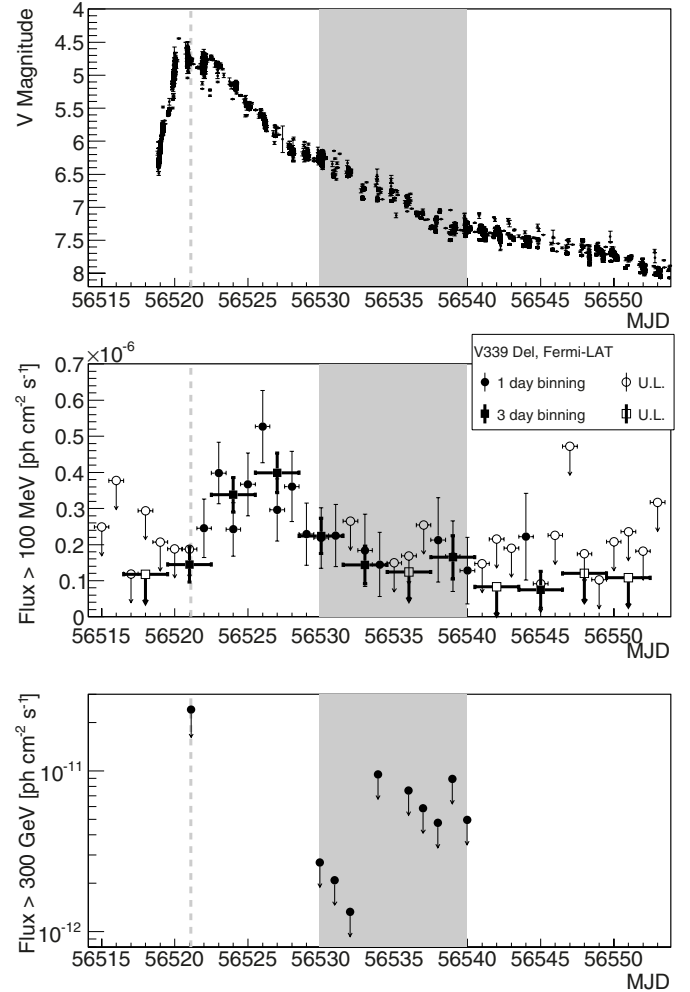 V Magnitude
4
4.5
5
5.5
6
6.5
7
7.5
8
56515 56520 56525 56530 56535 56540 56545 56550
MJD
×10⁻⁶
Flux > 100 MeV [ph cm⁻² s⁻¹]
0.7
0.6
0.5
0.4
0.3
0.2
0.1
0
V339 Del, Fermi-LAT
1 day binning U.L.
3 day binning U.L.
56515 56520 56525 56530 56535 56540 56545 56550
MJD
Flux > 300 GeV [ph cm⁻² s⁻¹]
10⁻¹¹
10⁻¹²
56515 56520 56525 56530 56535 56540 56545 56550
MJD